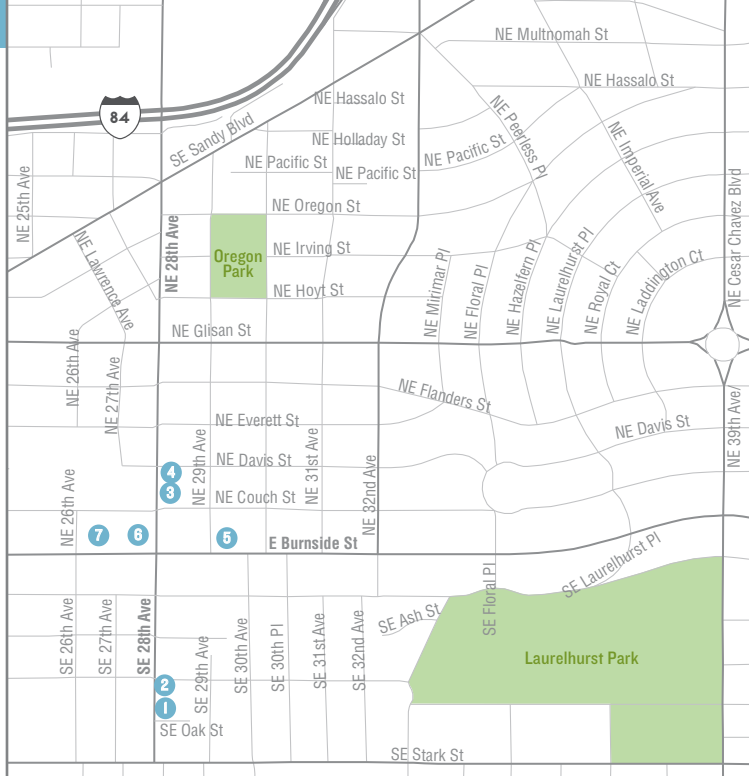 NE Multnomah St
NE Hassalo St
NE Hassalo St
84
SE Sandy Blvd
NE Holladay St
NE Peerless Pl
NE Imperial Ave
NE Pacific St
NE Pacific St
NE Pacific St
NE 25th Ave
NE Cesar Chavez Blvd
NE Oregon St
NE 28th Ave
NE Lawrence Ave
Oregon
Park
NE Irving St
NE Hoyt St
NE Mirimar Pl
NE Floral Pl
NE Hazelfern Pl
NE Laurelhurst Pl
NE Royal Ct
NE Laddington Ct
NE Glisan St
NE 26th Ave
NE 27th Ave
NE Flanders St
NE Everett St
NE Davis St
NE 39th Ave/
NE 29th Ave
NE Davis St
NE 31st Ave
NE 32nd Ave
4
3
NE Couch St
NE 26th Ave
7
6
5
E Burnside St
SE Laurelhurst Pl
SE Floral Pl
SE Ash St
SE 26th Ave
SE 27th Ave
SE 28th Ave
SE 29th Ave
SE 30th Ave
SE 30th Pl
SE 31st Ave
SE 32nd Ave
Laurelhurst Park
2
1
SE Oak St
SE Stark St